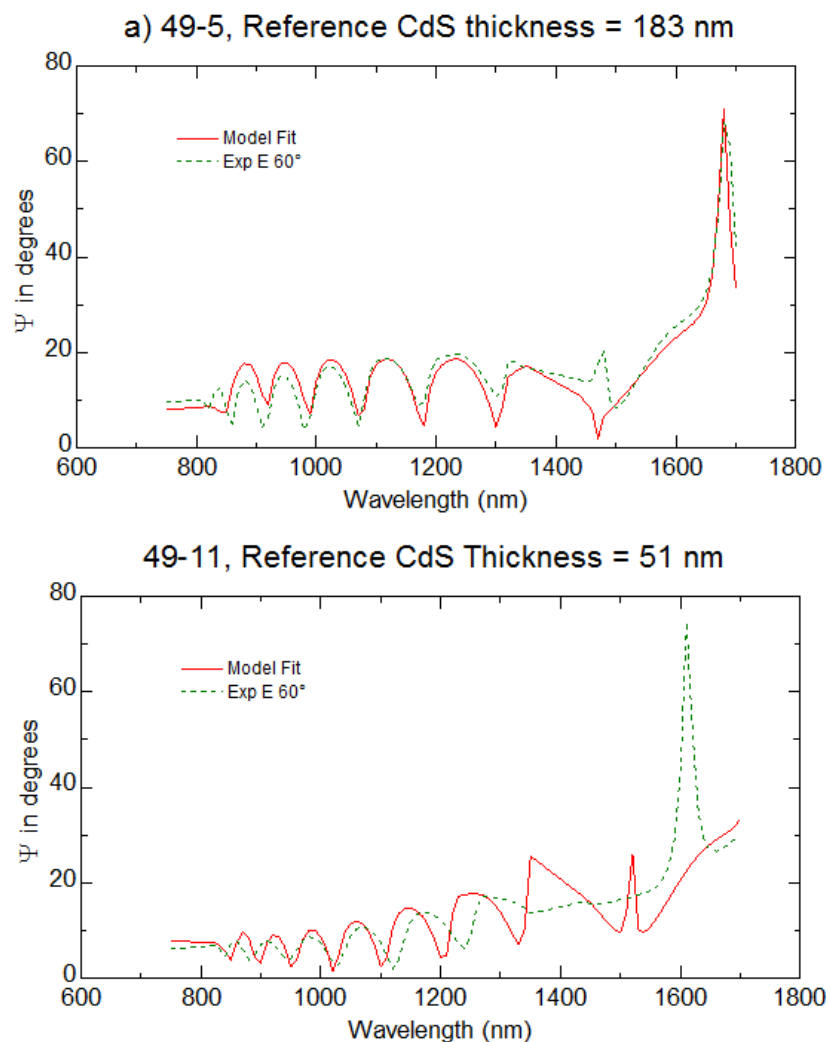 a) 49-5, Reference CdS thickness = 183 nm
80
60
40
20
0
Ψ in degrees
Model Fit
Exp E 60°
600 800 1000 1200 1400 1600 1800
Wavelength (nm)
49-11, Reference CdS Thickness = 51 nm
80
60
40
20
0
Ψ in degrees
Model Fit
Exp E 60°
600 800 1000 1200 1400 1600 1800
Wavelength (nm)